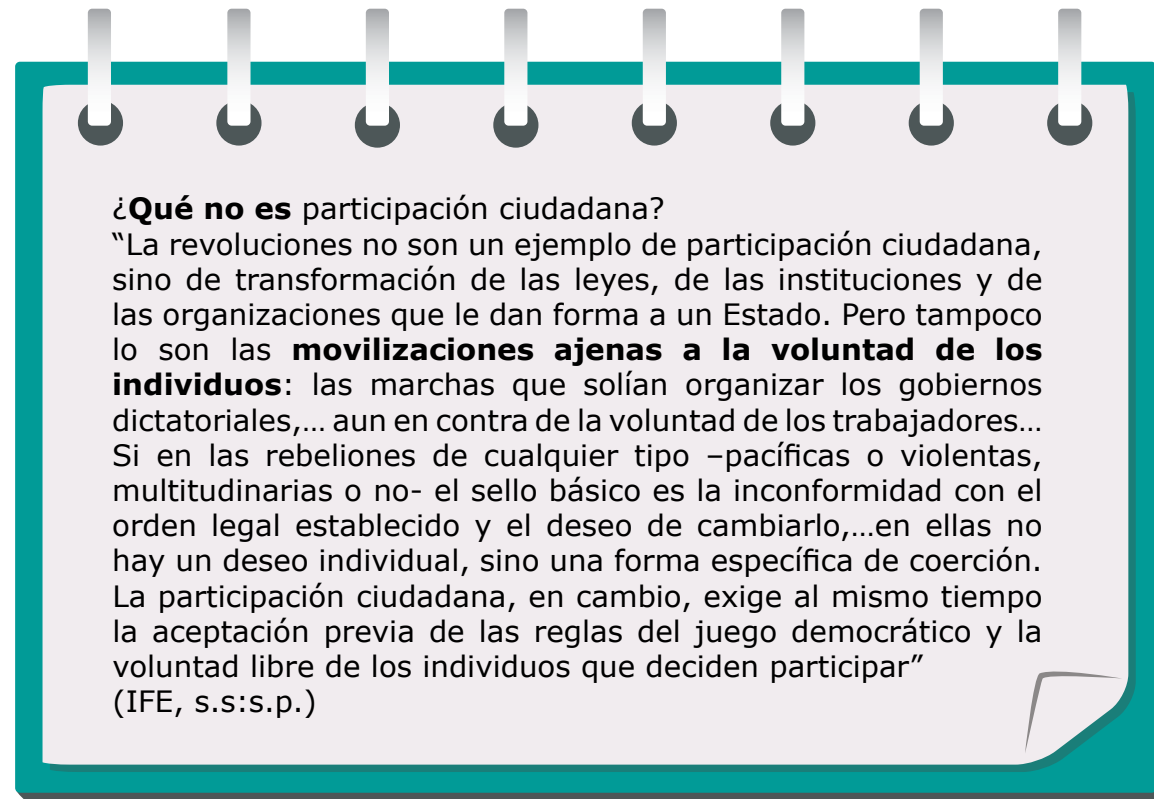 ¿Qué no es participación ciudadana?
“La revoluciones no son un ejemplo de participación ciudadana,
sino de transformación de las leyes, de las instituciones y de
las organizaciones que le dan forma a un Estado. Pero tampoco
lo son las movilizaciones ajenas a la voluntad de los
individuos: las marchas que solían organizar los gobiernos
dictatoriales,... aun en contra de la voluntad de los trabajadores...
Si en las rebeliones de cualquier tipo –pacíficas o violentas,
multitudinarias o no- el sello básico es la inconformidad con el
orden legal establecido y el deseo de cambiarlo,...en ellas no
hay un deseo individual, sino una forma específica de coerción.
La participación ciudadana, en cambio, exige al mismo tiempo
la aceptación previa de las reglas del juego democrático y la
voluntad libre de los individuos que deciden participar”
(IFE, s.s:s.p.)